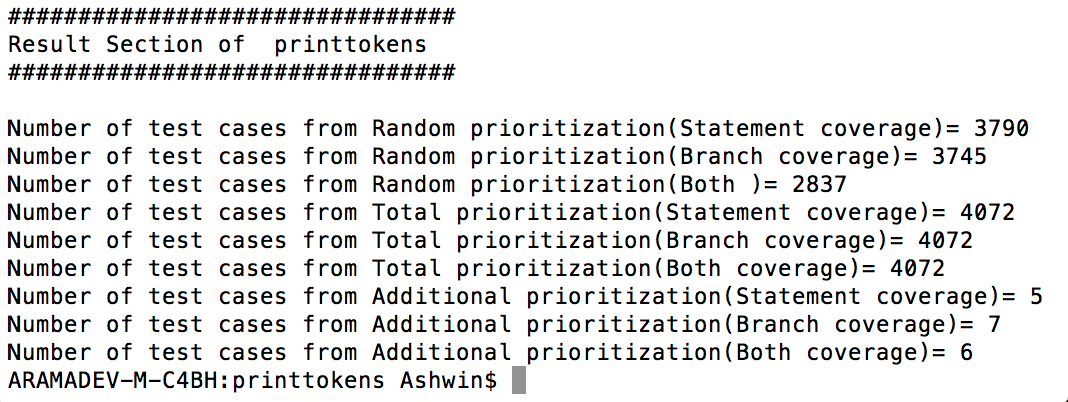 ################################
Result Section of  printtokens
################################
Number of test cases from Random prioritization(Statement coverage)= 3790
Number of test cases from Random prioritization(Branch coverage)= 3745
Number of test cases from Random prioritization(Both )= 2837
Number of test cases from Total prioritization(Statement coverage)= 4072
Number of test cases from Total prioritization(Branch coverage)= 4072
Number of test cases from Total prioritization(Both coverage)= 4072
Number of test cases from Additional prioritization(Statement coverage)= 5
Number of test cases from Additional prioritization(Branch coverage)= 7
Number of test cases from Additional prioritization(Both coverage)= 6
ARAMADEV-M-C4BH:printtokens Ashwin$